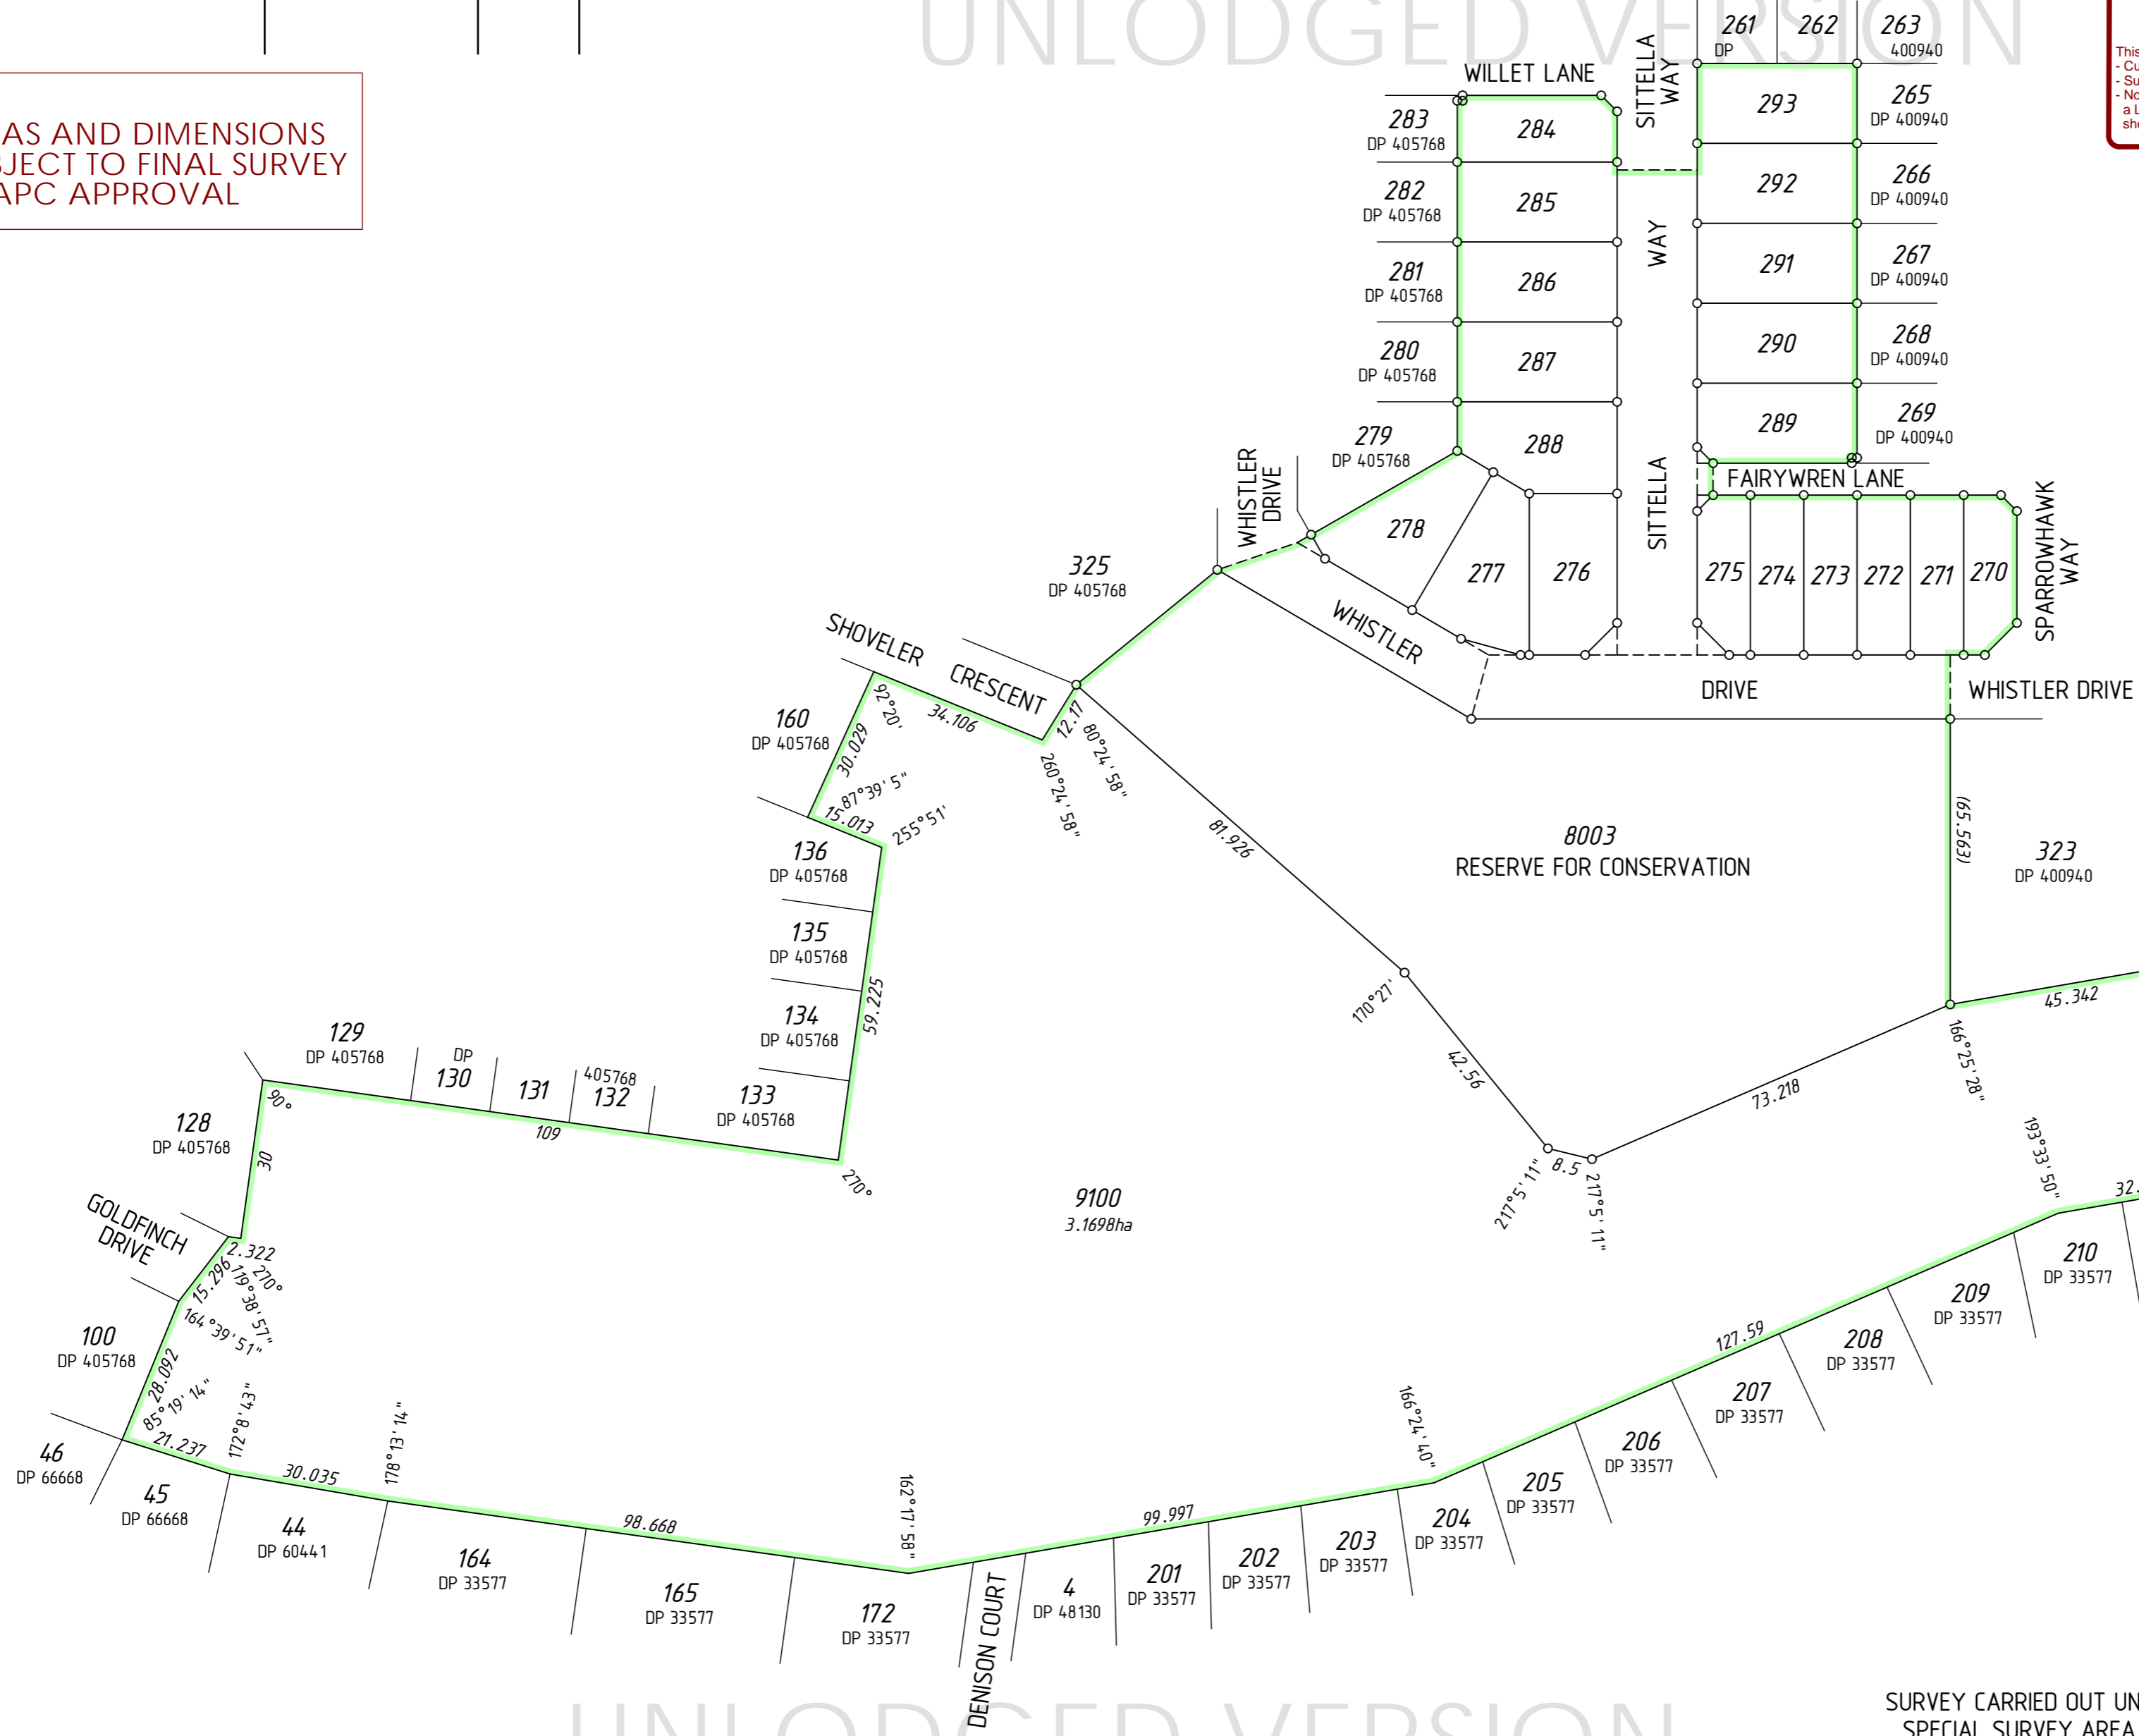 UNLODGED VERSION
AS AND DIMENSIONS
JECT TO FINAL SURVEY
APC APPROVAL
This
- Cu
- Su
- No
a L
sho
261
DP
262
263
400940
WILLET LANE
SITTELLA
WAY
283
DP 405768
284
293
265
DP 400940
282
DP 405768
285
292
266
DP 400940
281
DP 405768
286
WAY
291
267
DP 400940
280
DP 405768
287
290
268
DP 400940
279
DP 405768
288
289
269
DP 400940
FAIRYWREN LANE
WHISTLER
DRIVE
278
277
276
SITTELLA
275
274
273
272
271
270
SPARROWHAWK
WAY
325
DP 405768
WHISTLER
DRIVE
WHISTLER DRIVE
SHOVELER
CRESCENT
160
DP 405768
92°20'
34.106
12.17
80°24'58"
260°24'58"
30.029
87°39'5"
15.013
255°51'
81.926
8003
RESERVE FOR CONSERVATION
(65.563)
323
DP 400940
136
DP 405768
135
DP 405768
134
DP 405768
59.225
133
DP 405768
170°27'
42.56
73.218
45.342
166°25'28"
193°33'50"
217°5'11"
8.5
217°5'11"
129
DP 405768
DP
130
131
405768
132
128
DP 405768
90°
109
30
270°
9100
3.1698ha
GOLDFINCH
DRIVE
2.322
270°
15.296
119°38'57"
164°39'51"
100
DP 405768
28.092
85°19'14"
21.237
172°8'43"
30.035
178°13'14"
98.668
162°17'58"
99.997
166°24'40"
127.59
32.
46
DP 66668
45
DP 66668
44
DP 60441
164
DP 33577
165
DP 33577
172
DP 33577
DENISON COURT
4
DP 48130
201
DP 33577
202
DP 33577
203
DP 33577
204
DP 33577
205
DP 33577
206
DP 33577
207
DP 33577
208
DP 33577
209
DP 33577
210
DP 33577
UNLODGED VERSION
SURVEY CARRIED OUT UN
SPECIAL SURVEY AREA